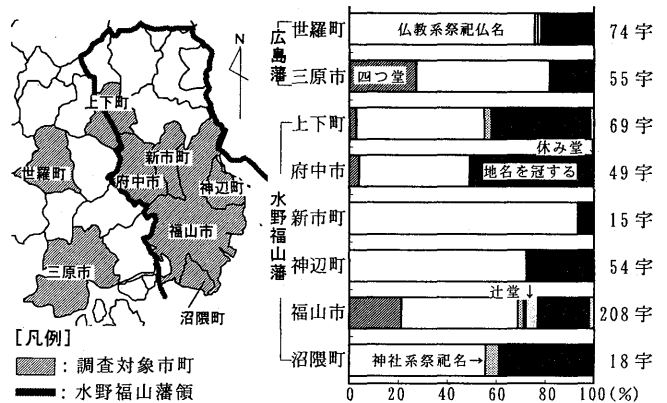 N
上下町
新市町
世羅町
府中市
神辺町
福山市
三原市
沼隈町
[凡例]
:調査対象市町
:水野福山藩領
広島藩
水野福山藩
世羅町 仏教系祭祀仏名 74字
三原市 四つ堂 55字
上下町 69字
休み堂
府中市 地名を冠する 49字
新市町 15字
神辺町 54字
辻堂↓
福山市 208字
沼隈町 神社系祭祀名→ 18字
0 20 40 60 80 100(%)